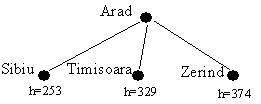 Arad
Sibiu Timisoara Zerind
h=253 h=329 h=374